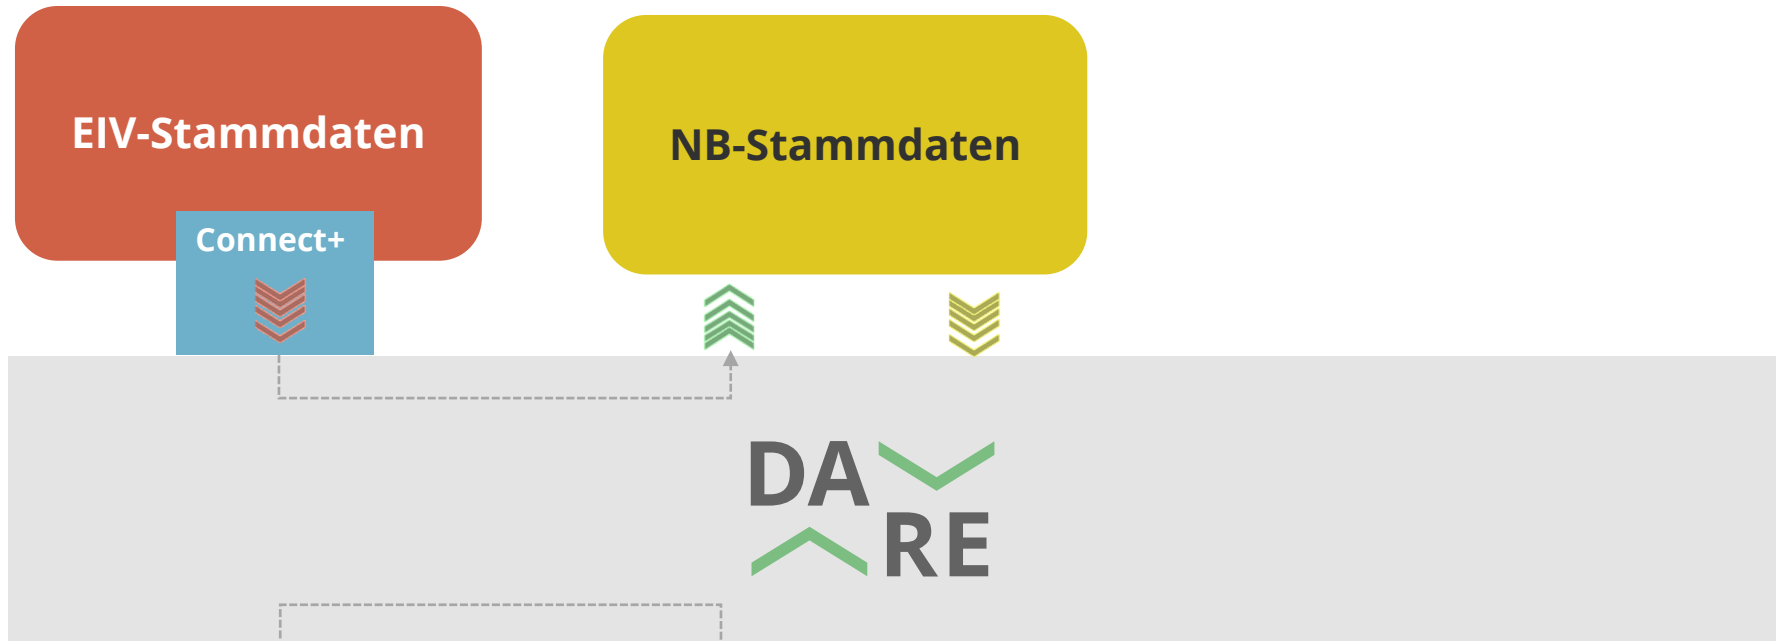 EIV-Stammdaten
NB-Stammdaten
Connect+
DA
RE